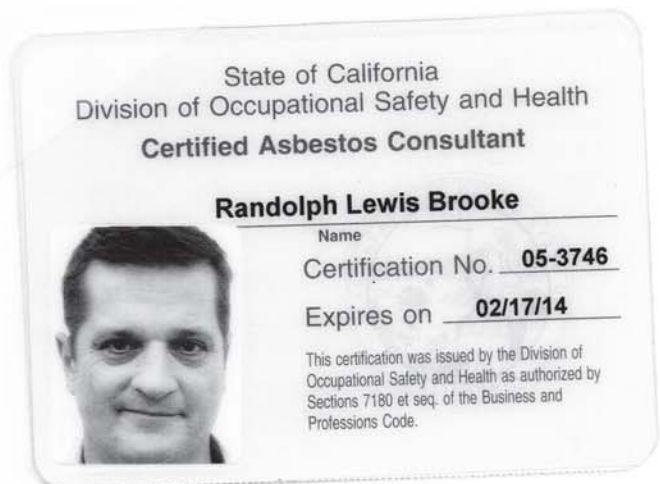 State of California
Division of Occupational Safety and Health
Certified Asbestos Consultant
Randolph Lewis Brooke
Name
Certification No. 05-3746
Expires on 02/17/14
This certification was issued by the Division of
Occupational Safety and Health as authorized by
Sections 7180 et seq. of the Business and
Professions Code.